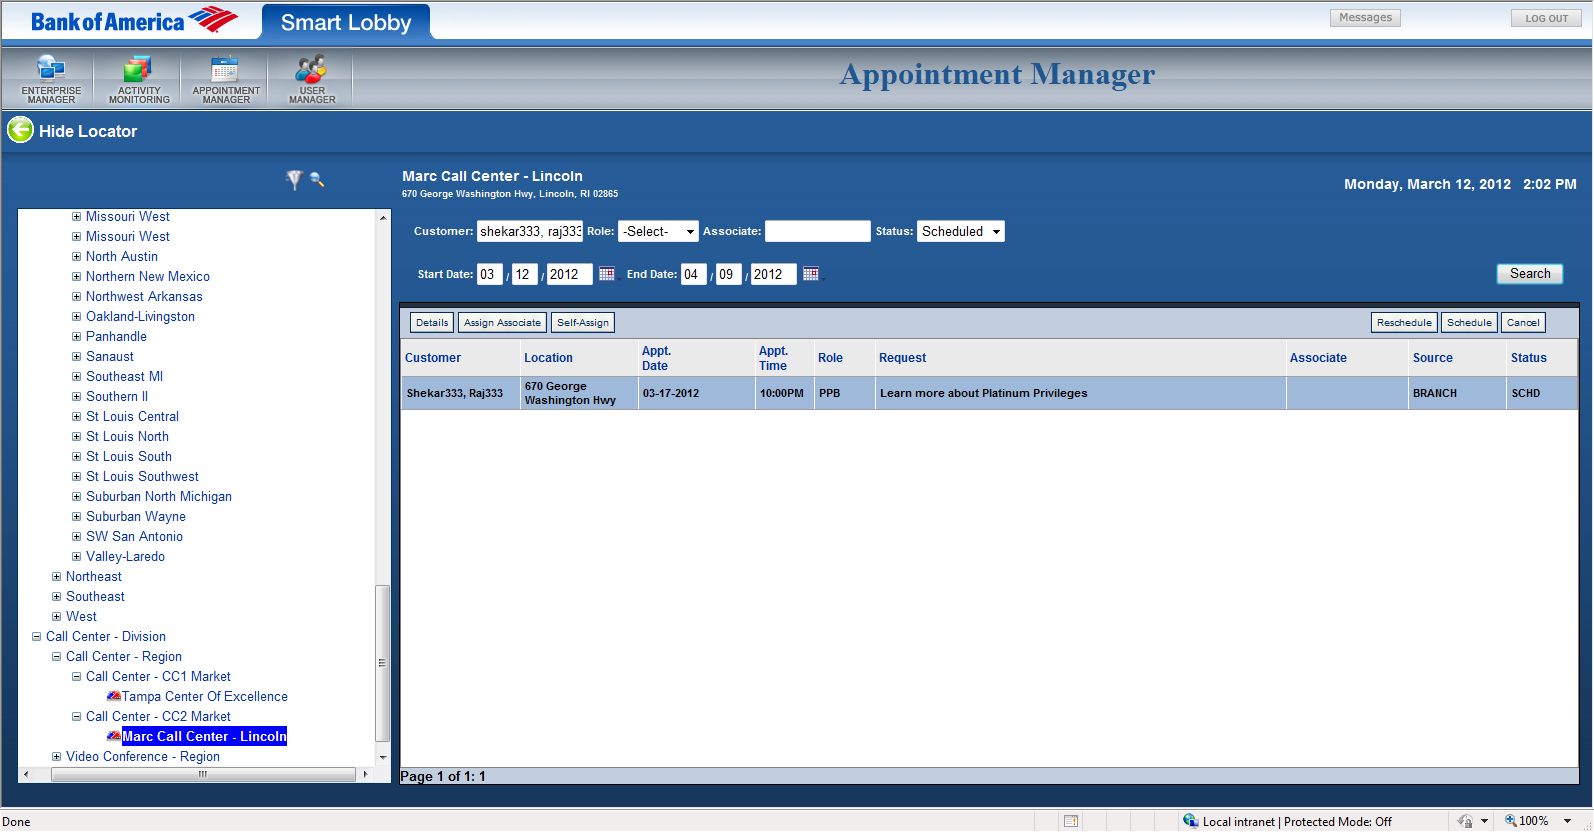 Bank of America
Smart Lobby
Messages
LOG OUT
ENTERPRISE
MANAGER
ACTIVITY
MONITORING
APPOINTMENT
MANAGER
USER
MANAGER
Appointment Manager
Hide Locator
Marc Call Center - Lincoln
670 George Washington Hwy, Lincoln, RI 02865
Monday, March 12, 2012 2:02 PM
Customer: shekar333, raj333 Role: -Select- Associate: Status: Scheduled
Start Date: 03 / 12 / 2012 End Date: 04 / 09 / 2012
Search
Details Assign Associate Self-Assign Reschedule Schedule Cancel
Customer Location Appt. Date Appt. Time Role Request Associate Source Status
Shekar333, Raj333 670 George Washington Hwy 03-17-2012 10:00PM PPB Learn more about Platinum Privileges BRANCH SCHD
Missouri West
Missouri West
North Austin
Northern New Mexico
Northwest Arkansas
Oakland-Livingston
Panhandle
Sanaust
Southeast MI
Southern Il
St Louis Central
St Louis North
St Louis South
St Louis Southwest
Suburban North Michigan
Suburban Wayne
SW San Antonio
Valley-Laredo
Northeast
Southeast
West
Call Center - Division
Call Center - Region
Call Center - CC1 Market
Tampa Center Of Excellence
Call Center - CC2 Market
Marc Call Center - Lincoln
Video Conference - Region
Page 1 of 1: 1
Done
Local intranet | Protected Mode: Off
100%